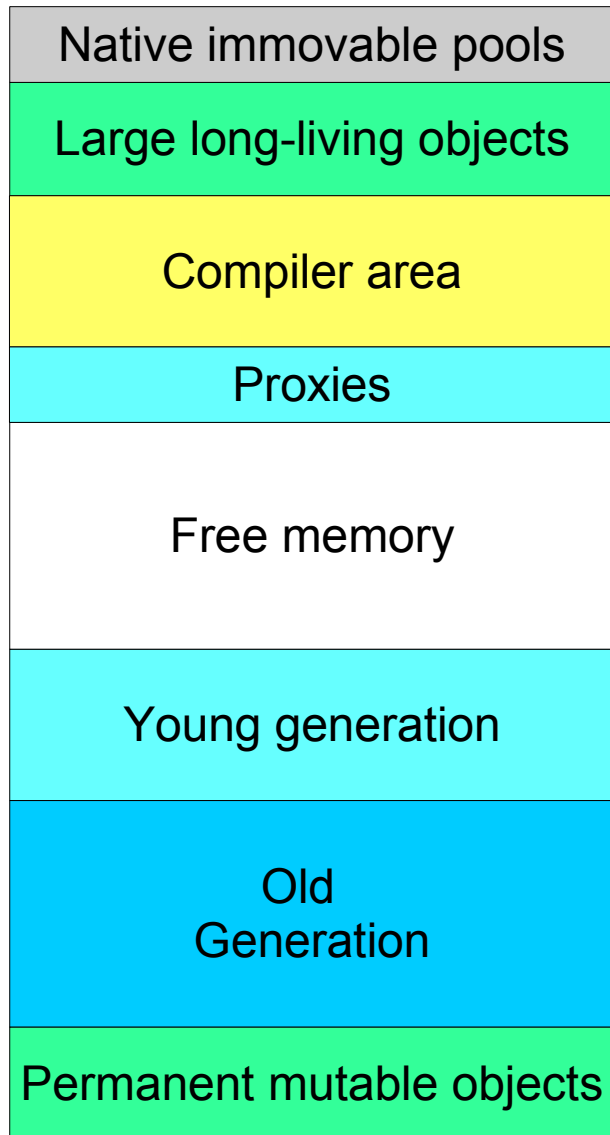 Native immovable pools
Large long-living objects
Compiler area
Proxies
Free memory
Young generation
Old
Generation
Permanent mutable objects